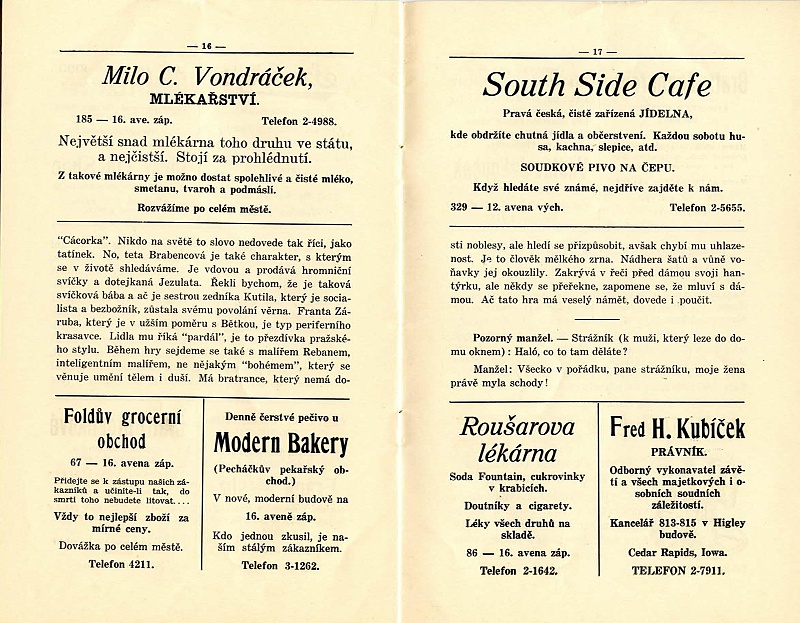 — 16 —
Milo C. Vondráček,
MLÉKAŘSTVÍ.
185 — 16. ave. záp. Telefon 2-4988.
Největší snad mlékárna toho druhu ve státu,
a nejčistší. Stojí za prohlédnutí.
Z takové mlékárny je možno dostat spolehlivé a čisté mléko,
smetanu, tvaroh a podmáslí.
Rozvážíme po celém městě.
"Cácorka". Nikdo na světě to slovo nedovede tak říci, jako
tatínek. No, teta Brabencová je také charakter, s kterým
se v životě shledáváme. Je vdovou a prodává hromniční
svíčky a dotejkaná Jezulata. Řekli bychom, že je taková
svíčková bába a ač je sestrou zedníka Kutila, který je socia-
lista a bezbožník, zůstala svému povolání věrna. Franta Zá-
ruba, který je v užším poměru s Bětkou, je typ periferního
krasavce. Lidla mu říká "pardál", je to přezdívka pražské-
ho stylu. Během hry sejdeme se také s malířem Rebanem,
inteligentním malířem, ne nějakým "bohémem", který se
věnuje umění tělem i duší. Má bratrance, který nemá do-
Foldův grocerní
obchod
67 — 16. avena záp.
Přidejte se k zástupu našich zá-
kazníků a učiníte-li tak, do
smrti toho nebudete litovat....
Vždy to nejlepší zboží za
mírné ceny.
Dovážka po celém městě.
Telefon 4211.
Denně čerstvé pečivo u
Modern Bakery
(Pecháčkův pekařský ob-
chod.)
V nové, moderní budově na
16. aveně záp.
Kdo jednou zkusil, je na-
ším stálým zákazníkem.
Telefon 3-1262.
— 17 —
South Side Cafe
Pravá česká, čistě zařízená JÍDELNA,
kde obdržíte chutná jídla a občerstvení. Každou sobotu hu-
sa, kachna, slepice, atd.
SOUDKOVÉ PIVO NA ČEPU.
Když hledáte své známé, nejdříve zajděte k nám.
329 — 12. avena vých. Telefon 2-5655.
sti noblesy, ale hledí se přizpůsobit, avšak chybí mu uhlaze-
nost. Je to člověk mělkého zrna. Nádhera šatů a vůně vo-
ňavky jej okouzlily. Zakrývá v řeči před dámou svoji han-
týrku, ale někdy se přeřekne, zapomene se, že mluví s dá-
mou. Ač tato hra má veselý námět, dovede i poučit.
Pozorný manžel. — Strážník (k muži, který leze do do-
mu oknem): Haló, co to tam děláte?
Manžel: Všecko v pořádku, pane strážníku, moje žena
právě myla schody!
Roušarova
lékárna
Soda Fountain, cukrovinky
v krabicích.
Doutníky a cigarety.
Léky všech druhů na
skladě.
86 — 16. avena záp.
Telefon 2-1642.
Fred H. Kubíček
PRÁVNÍK.
Odborný vykonavatel závě-
tí a všech majetkových i o-
sobních soudních
záležitostí.
Kancelář 813-815 v Higley
budově.
Cedar Rapids, Iowa.
TELEFON 2-7911.